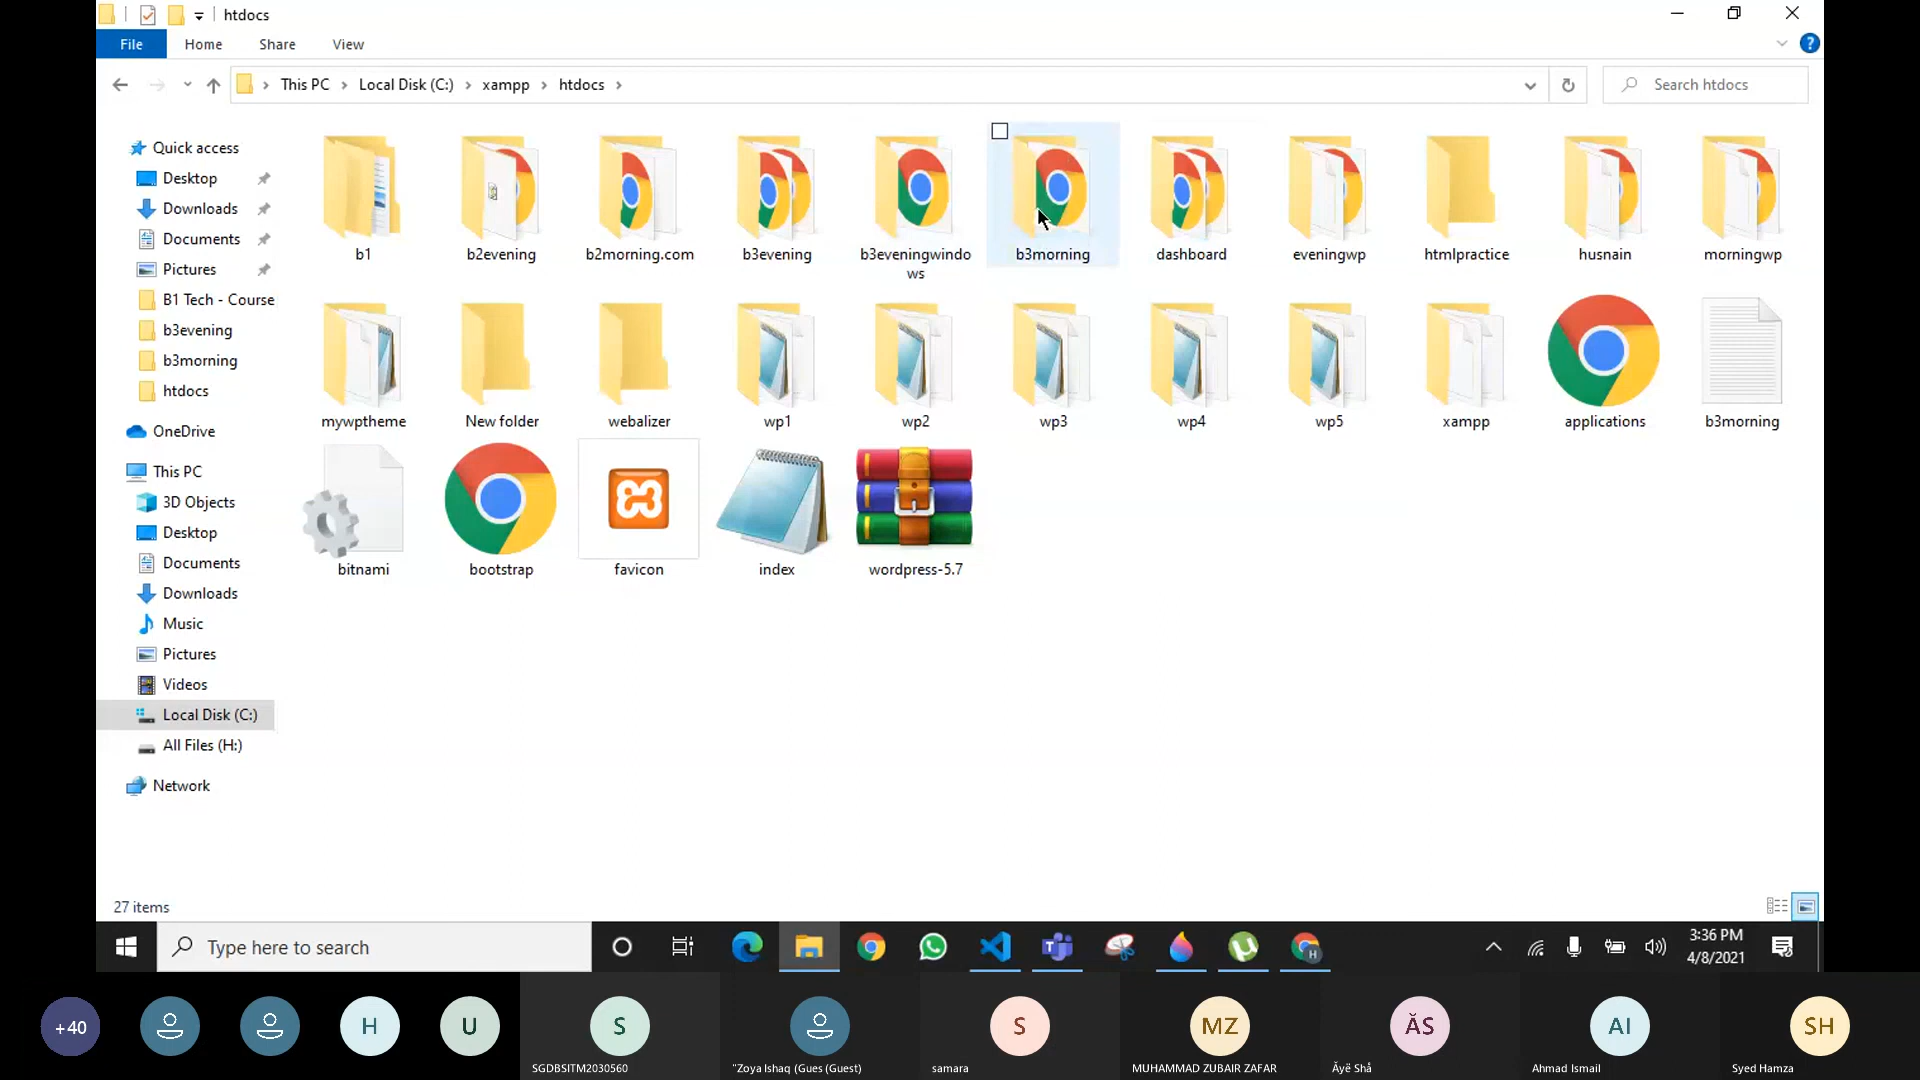 htdocs
File Home Share View
This PC Local Disk (C:) xampp htdocs
Search htdocs
Quick access
Desktop
Downloads
Documents
Pictures
B1 Tech - Course
b3evening
b3morning
htdocs
OneDrive
This PC
3D Objects
Desktop
Documents
Downloads
Music
Pictures
Videos
Local Disk (C:)
All Files (H:)
Network
b1 b2evening b2morning.com b3evening b3eveningwindo b3morning dashboard eveningwp htmlpractice husnain morningwp
ws
mywptheme New folder webalizer wp1 wp2 wp3 wp4 wp5 xampp applications b3morning
bitnami bootstrap favicon index wordpress-5.7
27 items
Type here to search
3:36 PM
4/8/2021
+40 H U S S MZ ĂS AI SH
SGDBSITM2030560 "Zoya Ishaq (Gues (Guest) samara MUHAMMAD ZUBAIR ZAFAR Ăyë Shå Ahmad Ismail Syed Hamza